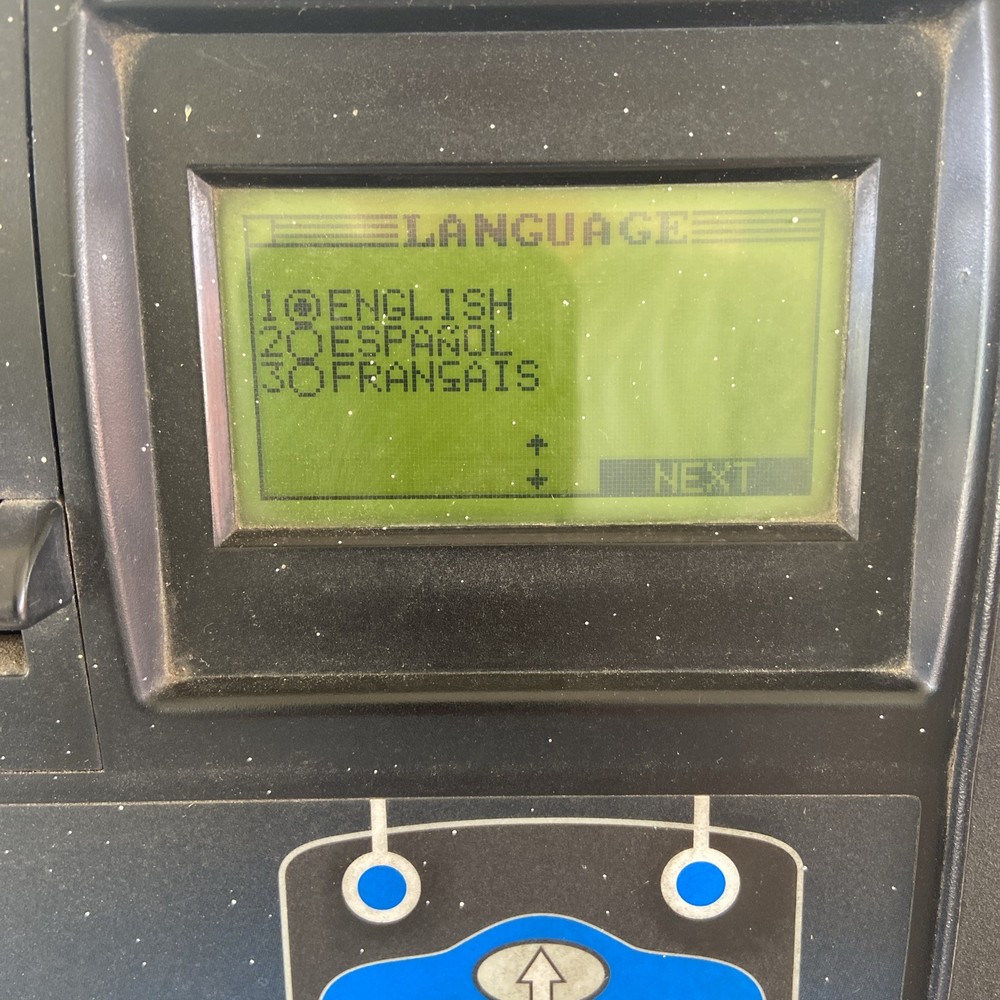 LANGUAGE
1 ENGLISH
2 ESPAÑOL
3 FRANÇAIS
NEXT